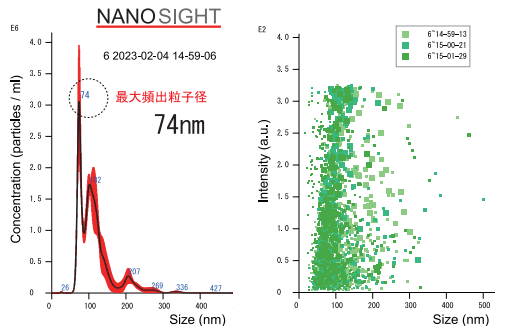 NANOSIGHT
E6
6 2023-02-04 14-59-06
4.0
3.5
3.0
2.5
2.0
1.5
1.0
0.5
0
Concentration (particles / ml)
74
最大頻出粒子径
74nm
26
207
269
336
427
0 100 200 300 400
Size (nm)
E2
6~14-59-13
6~15-00-21
6~15-01-29
4.0
3.5
3.0
2.5
2.0
1.5
1.0
0.5
0.0
Intensity (a.u.)
0 100 200 300 400 500
Size (nm)